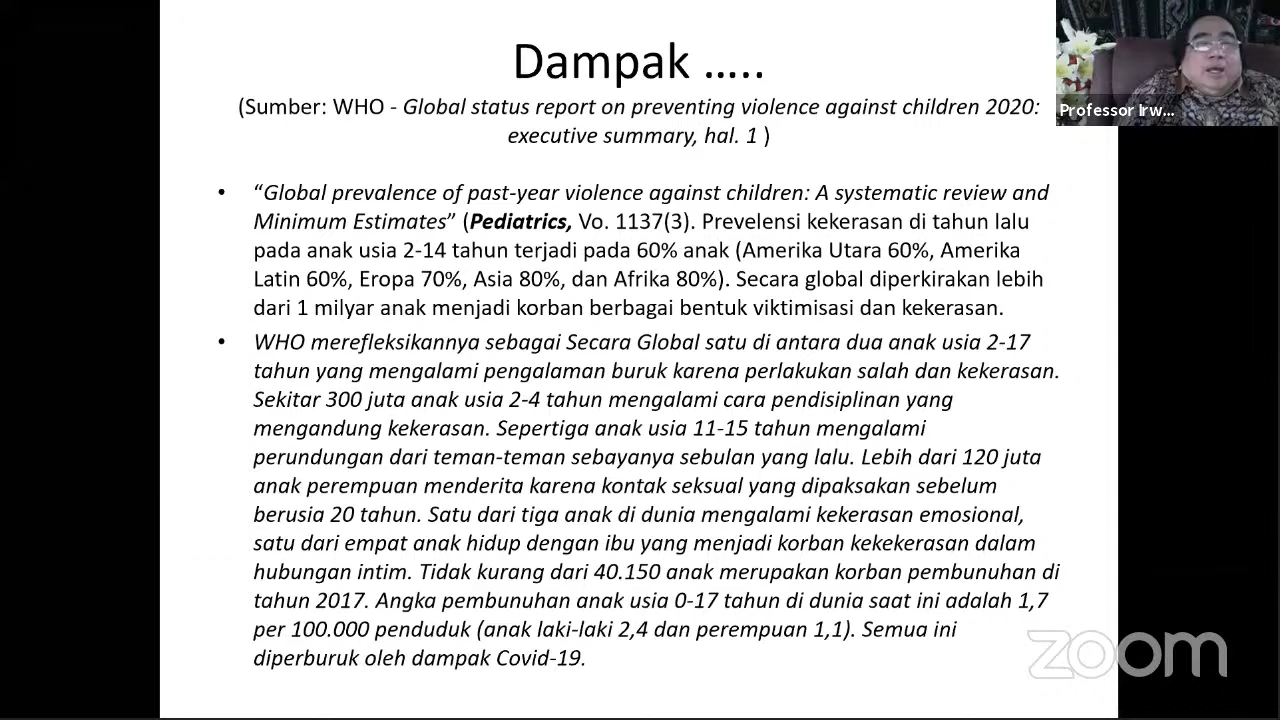 Dampak …..
(Sumber: WHO - Global status report on preventing violence against children 2020:
executive summary, hal. 1 )
Professor Irw...
• “Global prevalence of past-year violence against children: A systematic review and
Minimum Estimates” (Pediatrics, Vo. 1137(3). Prevelensi kekerasan di tahun lalu
pada anak usia 2-14 tahun terjadi pada 60% anak (Amerika Utara 60%, Amerika
Latin 60%, Eropa 70%, Asia 80%, dan Afrika 80%). Secara global diperkirakan lebih
dari 1 milyar anak menjadi korban berbagai bentuk viktimisasi dan kekerasan.
• WHO merefleksikannya sebagai Secara Global satu di antara dua anak usia 2-17
tahun yang mengalami pengalaman buruk karena perlakukan salah dan kekerasan.
Sekitar 300 juta anak usia 2-4 tahun mengalami cara pendisiplinan yang
mengandung kekerasan. Sepertiga anak usia 11-15 tahun mengalami
perundungan dari teman-teman sebayanya sebulan yang lalu. Lebih dari 120 juta
anak perempuan menderita karena kontak seksual yang dipaksakan sebelum
berusia 20 tahun. Satu dari tiga anak di dunia mengalami kekerasan emosional,
satu dari empat anak hidup dengan ibu yang menjadi korban kekekerasan dalam
hubungan intim. Tidak kurang dari 40.150 anak merupakan korban pembunuhan di
tahun 2017. Angka pembunuhan anak usia 0-17 tahun di dunia saat ini adalah 1,7
per 100.000 penduduk (anak laki-laki 2,4 dan perempuan 1,1). Semua ini
diperburuk oleh dampak Covid-19.
zoom